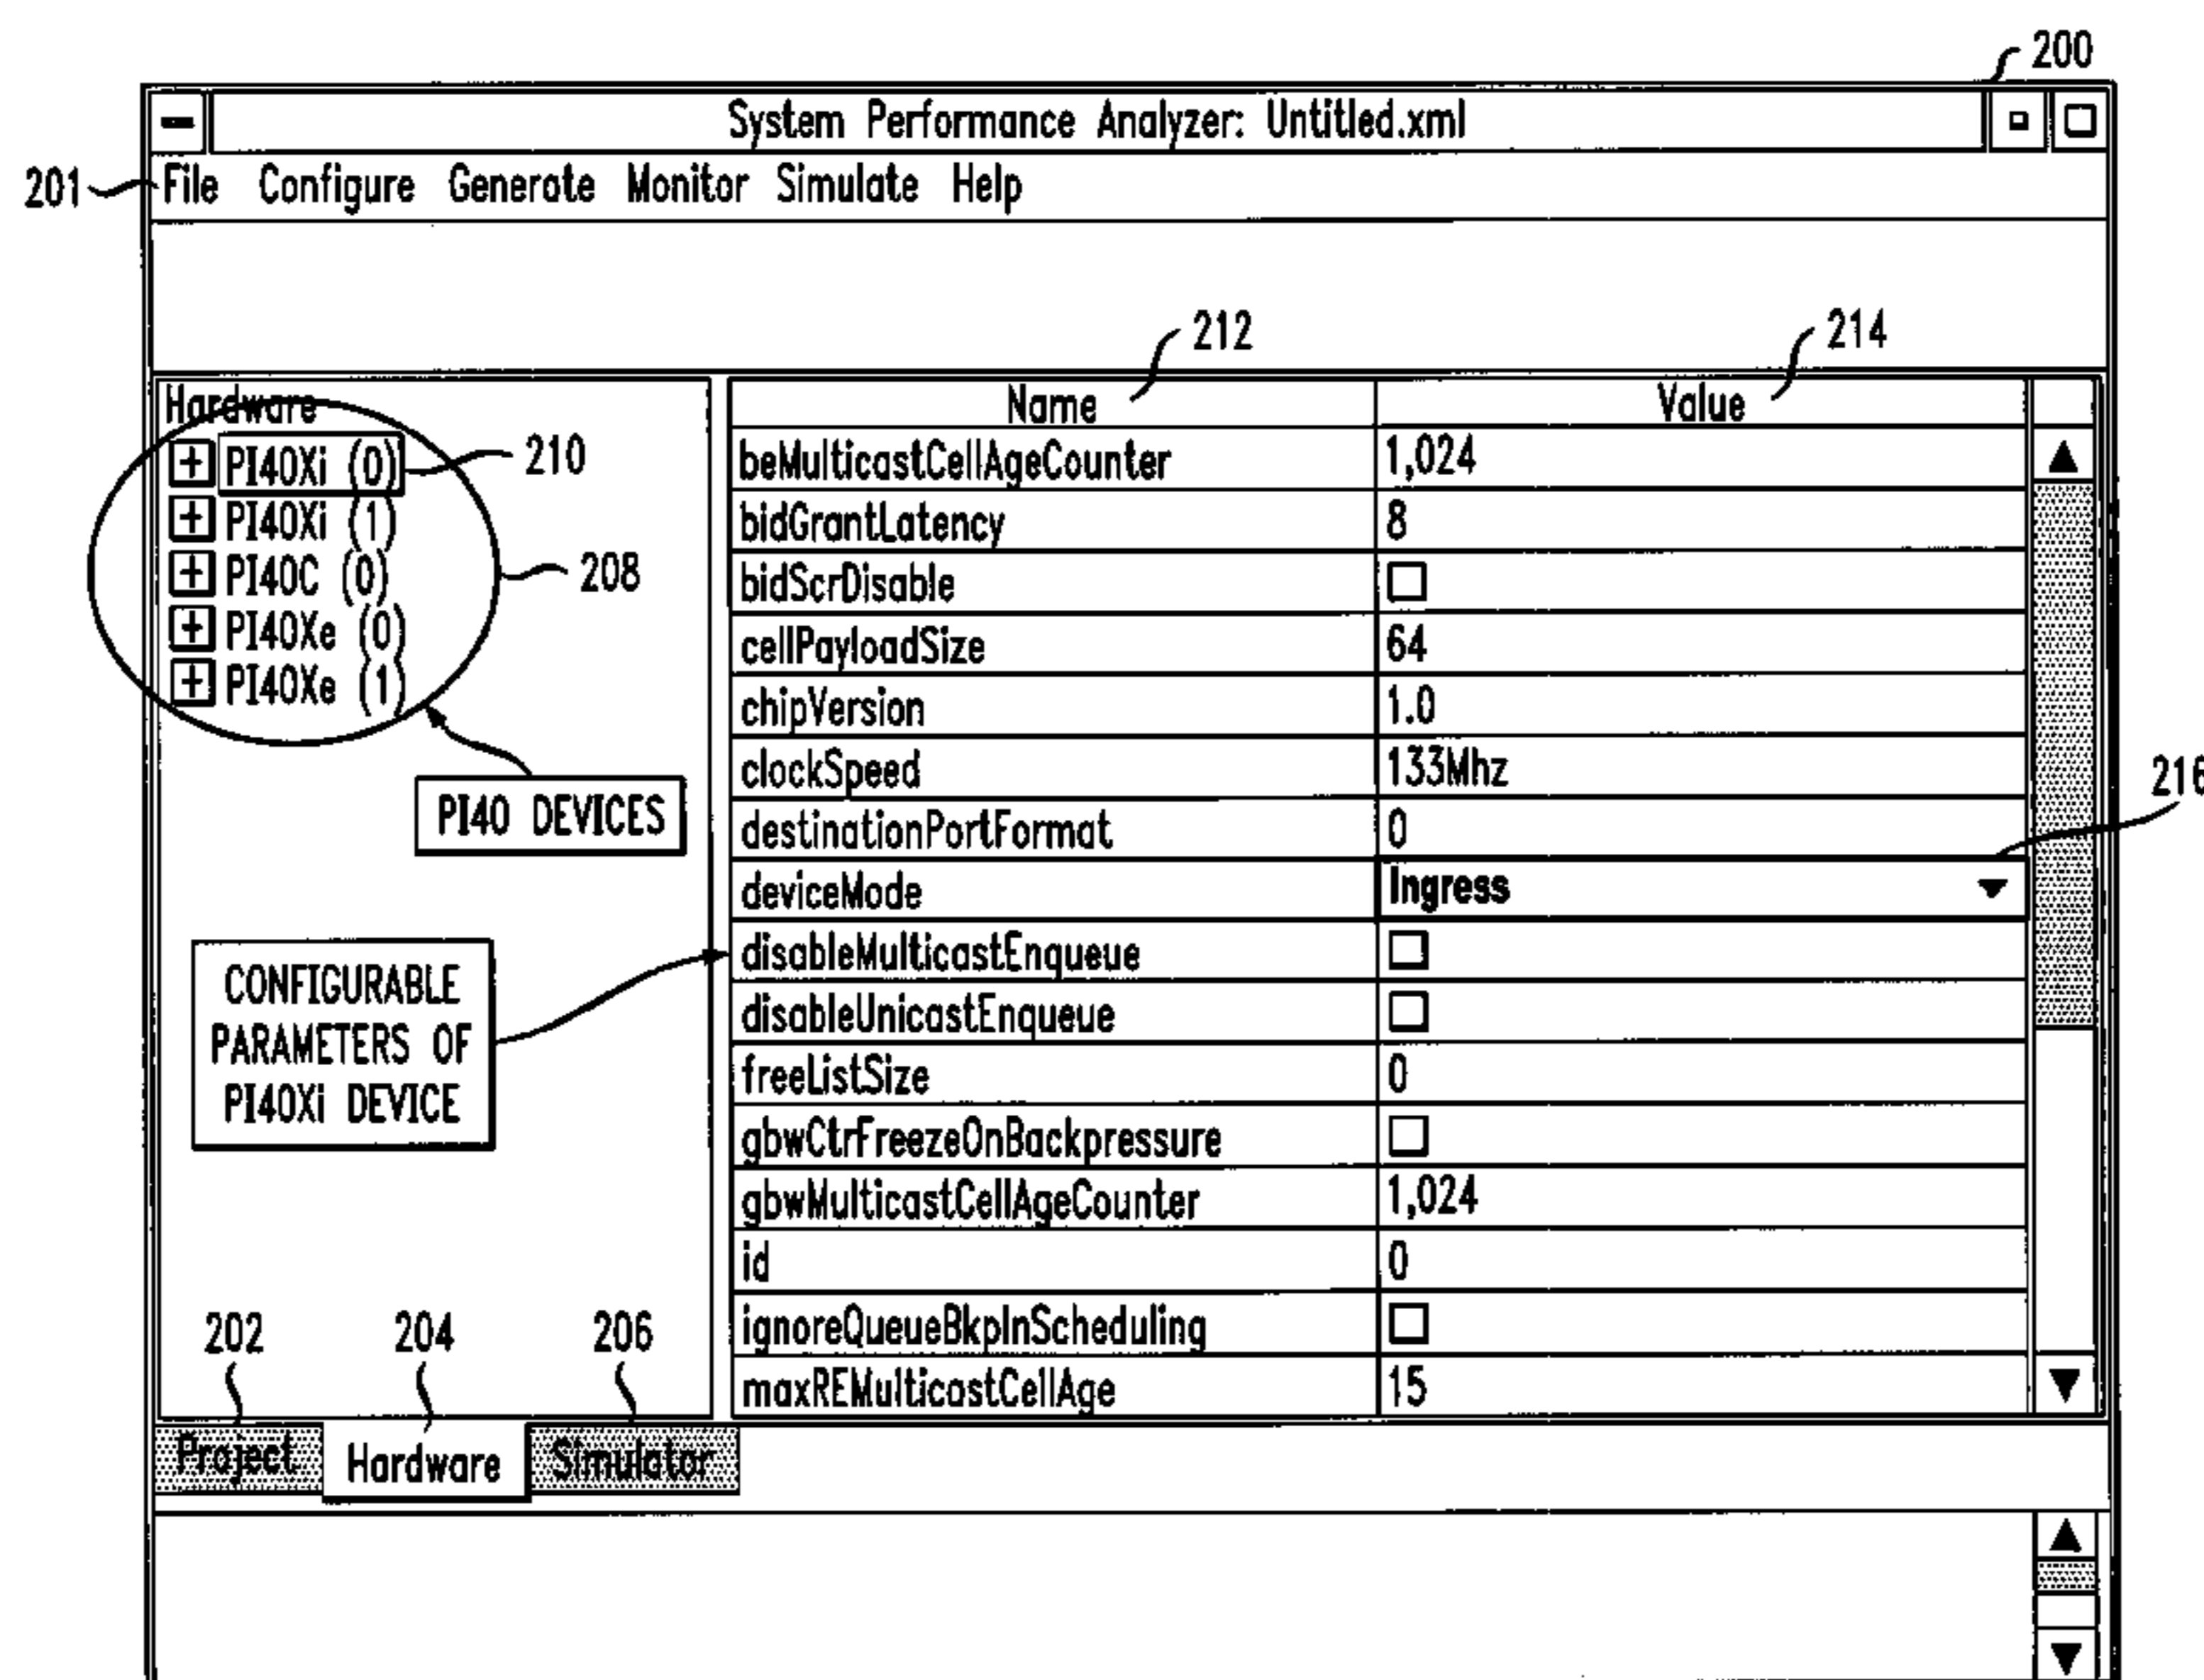 200
System Performance Analyzer: Untitled.xml
201
File Configure Generate Monitor Simulate Help
212
214
Hardware
PI40Xi (0)
210
PI40Xi (1)
PI40C (0)
208
PI40Xe (0)
PI40Xe (1)
PI40 DEVICES
CONFIGURABLE
PARAMETERS OF
PI40Xi DEVICE
Name Value
beMulticastCellAgeCounter 1,024
bidGrantLatency 8
bidScrDisable
cellPayloadSize 64
chipVersion 1.0
clockSpeed 133Mhz
destinationPortFormat 0
216
deviceMode Ingress
disableMulticastEnqueue
disableUnicastEnqueue
freeListSize 0
gbwCtrFreezeOnBackpressure
gbwMulticastCellAgeCounter 1,024
id 0
ignoreQueueBkpInScheduling
maxREMulticastCellAge 15
202 204 206
Project Hardware Simulator